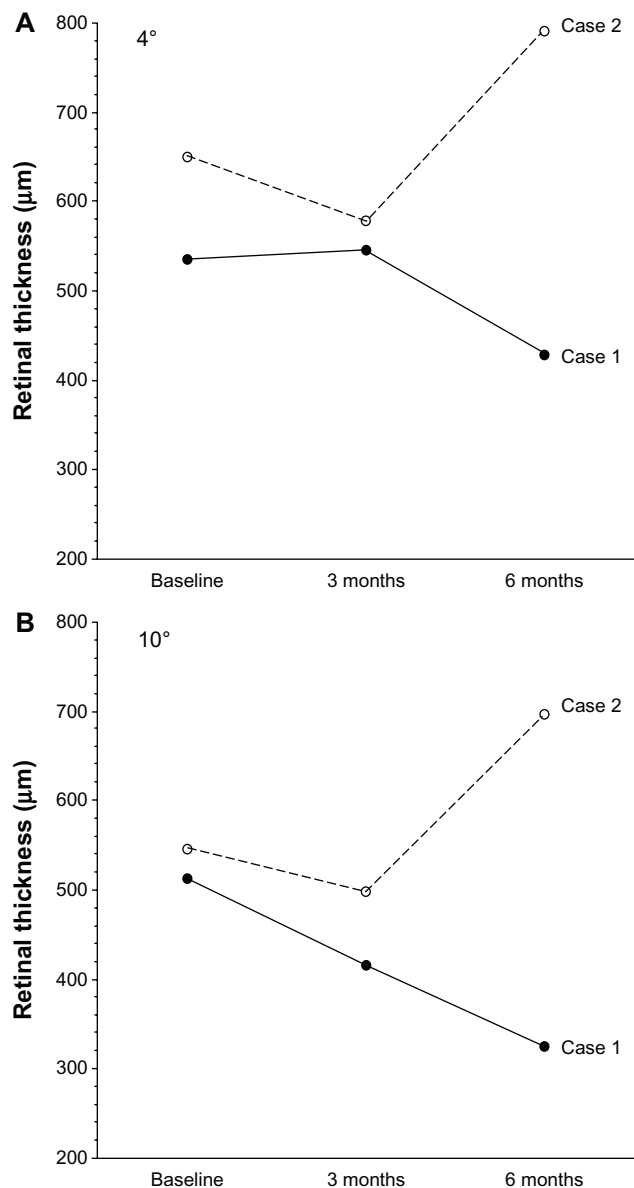 A
4°
Retinal thickness (μm)
800
700
600
500
400
300
200
Case 2
Case 1
Baseline 3 months 6 months
B
10°
Retinal thickness (μm)
800
700
600
500
400
300
200
Case 2
Case 1
Baseline 3 months 6 months